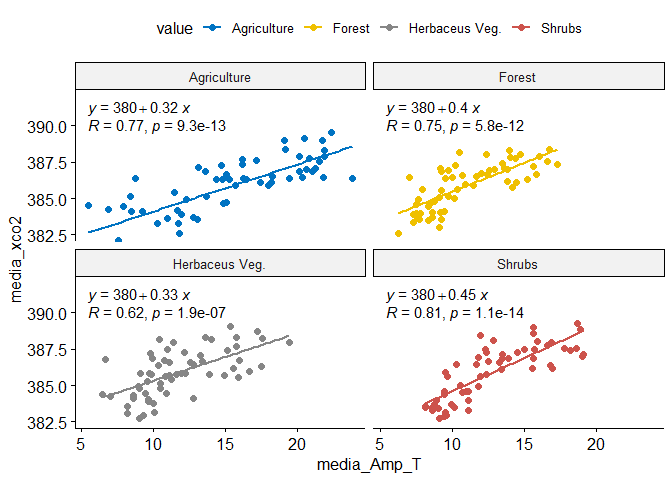 value Agriculture Forest Herbaceus Veg. Shrubs
Agriculture Forest
y = 380 + 0.32 x
R = 0.77, p = 9.3e-13
y = 380 + 0.4 x
R = 0.75, p = 5.8e-12
390.0
387.5
385.0
382.5
Herbaceus Veg. Shrubs
y = 380 + 0.33 x
R = 0.62, p = 1.9e-07
y = 380 + 0.45 x
R = 0.81, p = 1.1e-14
390.0
387.5
385.0
382.5
media_xco2
5 10 15 20 5 10 15 20
media_Amp_T